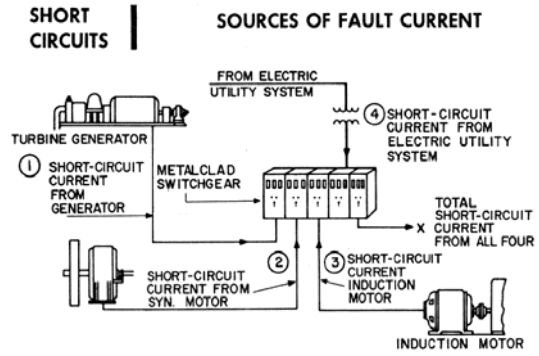 SHORT
CIRCUITS
SOURCES OF FAULT CURRENT
FROM ELECTRIC
UTILITY SYSTEM
TURBINE GENERATOR
4 SHORT-CIRCUIT
CURRENT FROM
ELECTRIC UTILITY
SYSTEM
1 SHORT-CIRCUIT
CURRENT
FROM
GENERATOR
METALCLAD
SWITCHGEAR
X
TOTAL
SHORT-CIRCUIT
CURRENT
FROM ALL FOUR
2
SHORT-CIRCUIT
CURRENT FROM
SYN. MOTOR
3 SHORT-CIRCUIT
CURRENT
INDUCTION
MOTOR
INDUCTION MOTOR